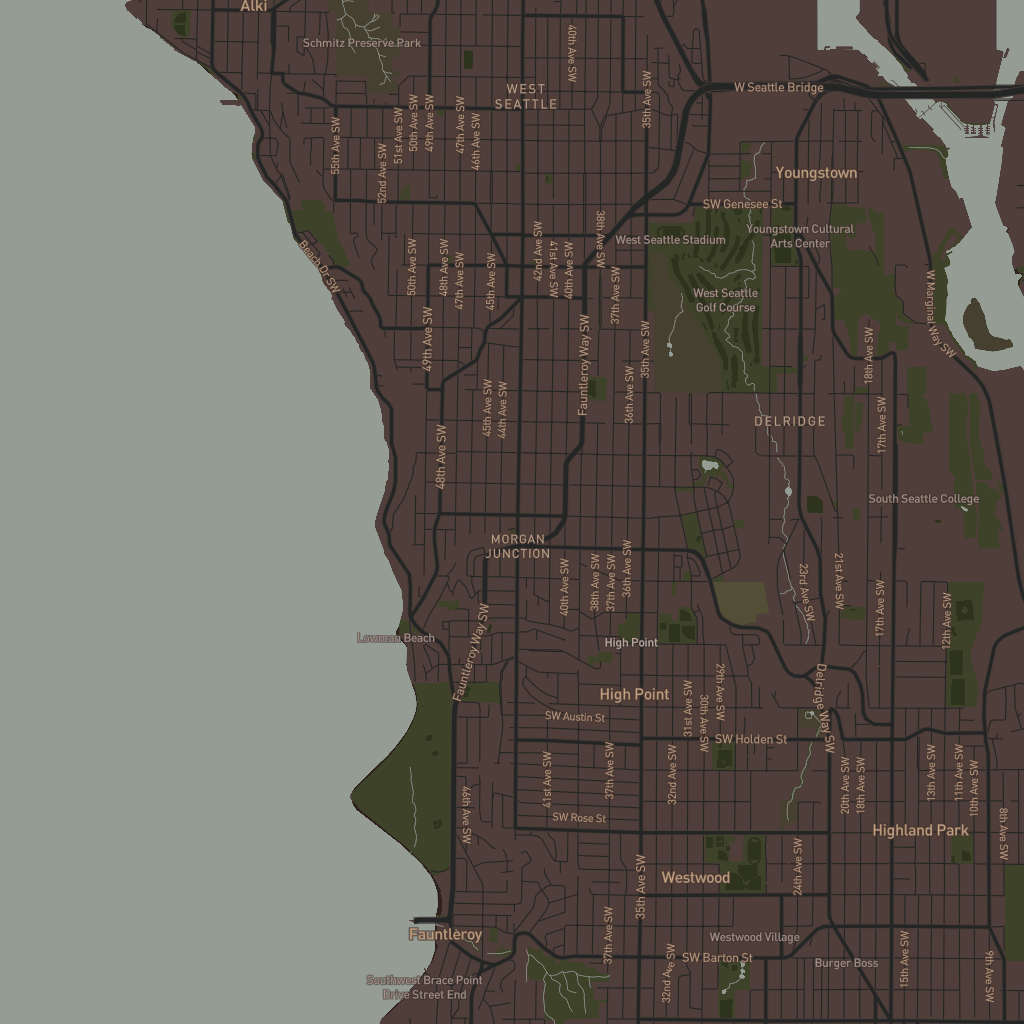 Alki
Schmitz Preserve Park
40th Ave SW
WEST
SEATTLE
35th Ave SW
W Seattle Bridge
55th Ave SW
52nd Ave SW
51st Ave SW
50th Ave SW
49th Ave SW
47th Ave SW
46th Ave SW
Youngstown
SW Genesee St
West Seattle Stadium
Youngstown Cultural
Arts Center
Beach Dr SW
50th Ave SW
48th Ave SW
47th Ave SW
45th Ave SW
42nd Ave SW
41st Ave SW
40th Ave SW
38th Ave SW
37th Ave SW
West Seattle
Golf Course
W Marginal Way SW
49th Ave SW
Fauntleroy Way SW
35th Ave SW
18th Ave SW
45th Ave SW
44th Ave SW
36th Ave SW
17th Ave SW
DELRIDGE
48th Ave SW
South Seattle College
MORGAN
JUNCTION
40th Ave SW
38th Ave SW
37th Ave SW
36th Ave SW
23rd Ave SW
21st Ave SW
17th Ave SW
12th Ave SW
Lowman Beach
Fauntleroy Way SW
High Point
High Point
29th Ave SW
30th Ave SW
31st Ave SW
Delridge Way SW
SW Austin St
SW Holden St
41st Ave SW
37th Ave SW
32nd Ave SW
20th Ave SW
18th Ave SW
13th Ave SW
11th Ave SW
10th Ave SW
46th Ave SW
SW Rose St
8th Ave SW
Highland Park
Westwood
24th Ave SW
35th Ave SW
Fauntleroy
37th Ave SW
Westwood Village
SW Barton St
32nd Ave SW
Burger Boss
15th Ave SW
9th Ave SW
Southwest Brace Point
Drive Street End